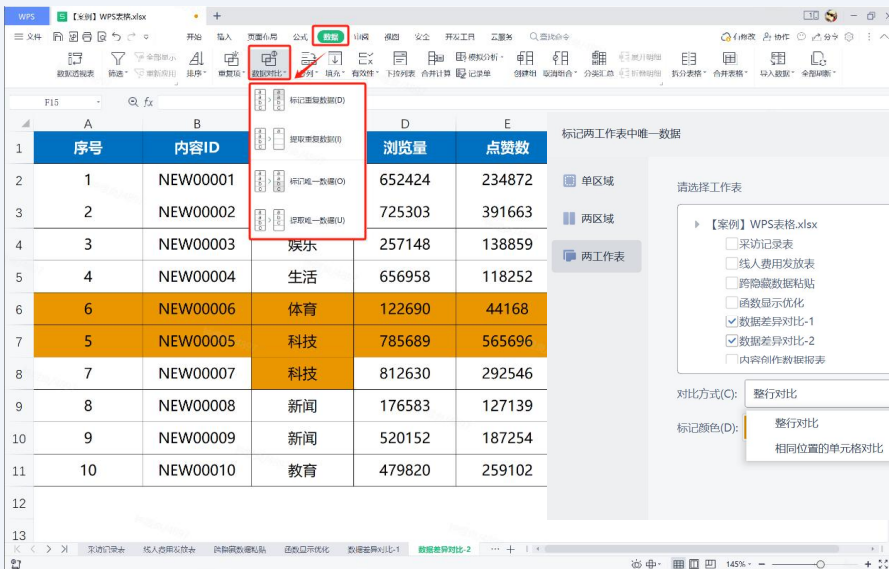 WPS 【案例】WPS表格.xlsx
文件 开始 插入 页面布局 公式 数据 审阅 视图 安全 开发工具 云服务 查找命令 有修改 协作 分享
数据透视表 筛选 全部显示 重新应用 排序 重复项 数据对比 填充 有效性 下拉列表 合并计算 模拟分析 记录单 创建组 取消组合 分类汇总 展开明细 折叠明细 拆分表格 合并表格 导入数据 全部刷新
F15 fx
标记重复数据(D)
提取重复数据(I)
标记唯一数据(O)
提取唯一数据(U)
A B D E
1 序号 内容ID 浏览量 点赞数
2 1 NEW00001 652424 234872
3 2 NEW00002 725303 391663
4 3 NEW00003 娱乐 257148 138859
5 4 NEW00004 生活 656958 118252
6 6 NEW00006 体育 122690 44168
7 5 NEW00005 科技 785689 565696
8 7 NEW00007 科技 812630 292546
9 8 NEW00008 新闻 176583 127139
10 9 NEW00009 新闻 520152 187254
11 10 NEW00010 教育 479820 259102
12
13
标记两工作表中唯一数据
单区域
两区域
两工作表
请选择工作表
【案例】WPS表格.xlsx
采访记录表
线人费用发放表
跨隐藏数据粘贴
函数显示优化
数据差异对比-1
数据差异对比-2
内容创作数据报表
对比方式(C): 整行对比
标记颜色(D):
整行对比
相同位置的单元格对比
采访记录表 线人费用发放表 跨隐藏数据粘贴 函数显示优化 数据差异对比-1 数据差异对比-2 ··· +
145%